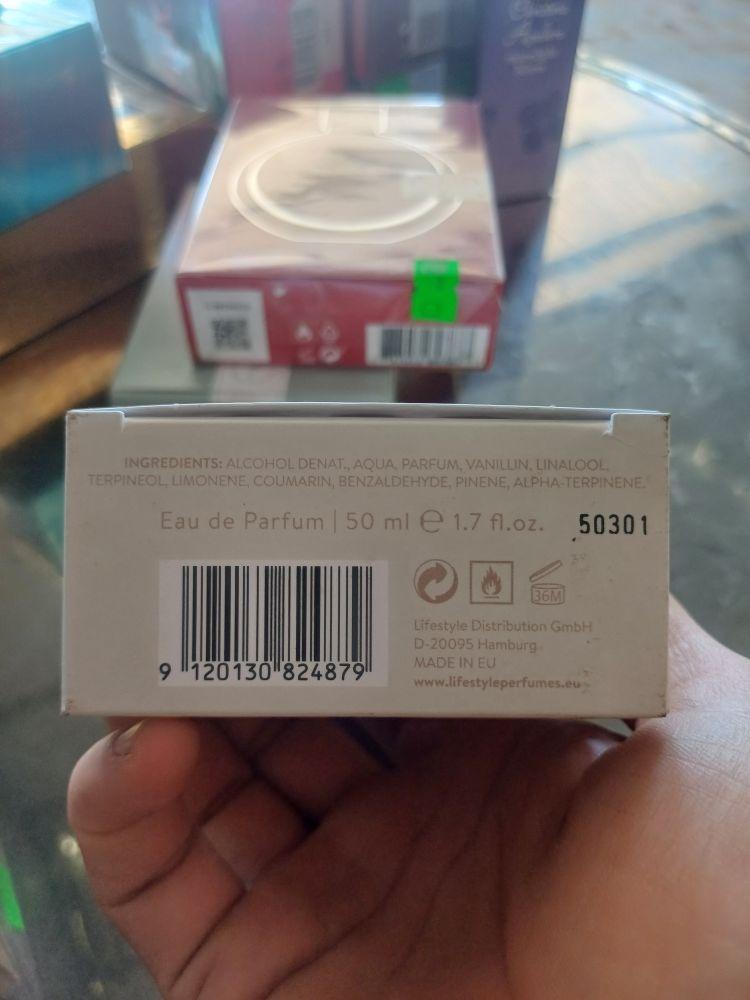 INGREDIENTS: ALCOHOL DENAT., AQUA, PARFUM, VANILLIN, LINALOOL,
TERPINEOL, LIMONENE, COUMARIN, BENZALDEHYDE, PINENE, ALPHA-TERPINENE.
Eau de Parfum | 50 ml ℮ 1.7 fl.oz. 50301
36M
9 120130 824879
Lifestyle Distribution GmbH
D-20095 Hamburg
MADE IN EU
www.lifestyleperfumes.eu